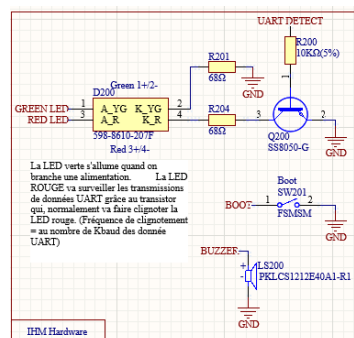 UART DETECT
R200
10KΩ(5%)
1
Green 1+/2-
D200
R201
68Ω
GND
GREEN LED 1 A_YG K_YG 2
RED LED 3 A_R K_R 4
598-8610-207F
Red 3+/4-
R204
68Ω
3
2
Q200
SS8050-G
GND
La LED verte s'allume quand on
branche une alimentation. La LED
ROUGE va surveiller les transmissions
de données UART grâce au transistor
qui, normalement va faire clignoter la
LED rouge. (Fréquence de clignotement
= au nombre de Kbaud des donnée
UART)
Boot
SW201
BOOT 1 2
FSMSM
GND
BUZZER
+
-
LS200
PKLCS1212E40A1-R1
GND
IHM Hardware